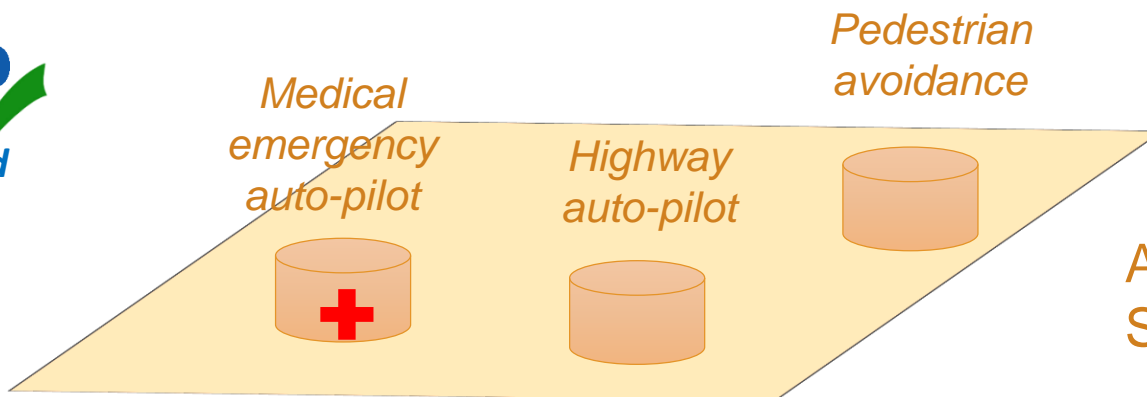 Pedestrian
avoidance
Medical
emergency
auto-pilot
Highway
auto-pilot